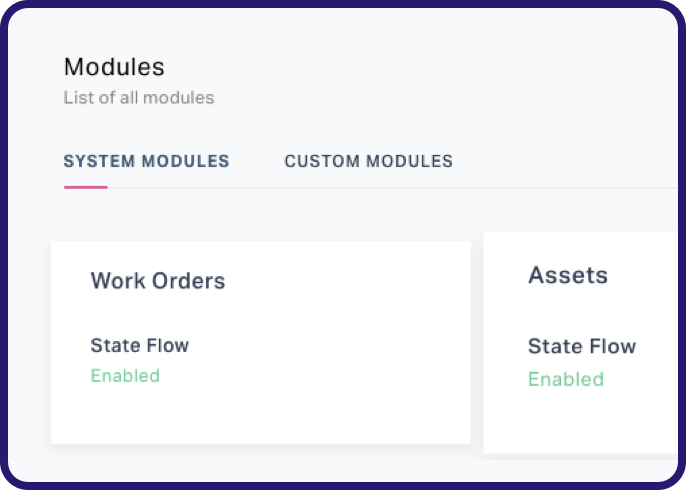 Modules
List of all modules
SYSTEM MODULES
CUSTOM MODULES
Work Orders
State Flow
Enabled
Assets
State Flow
Enabled